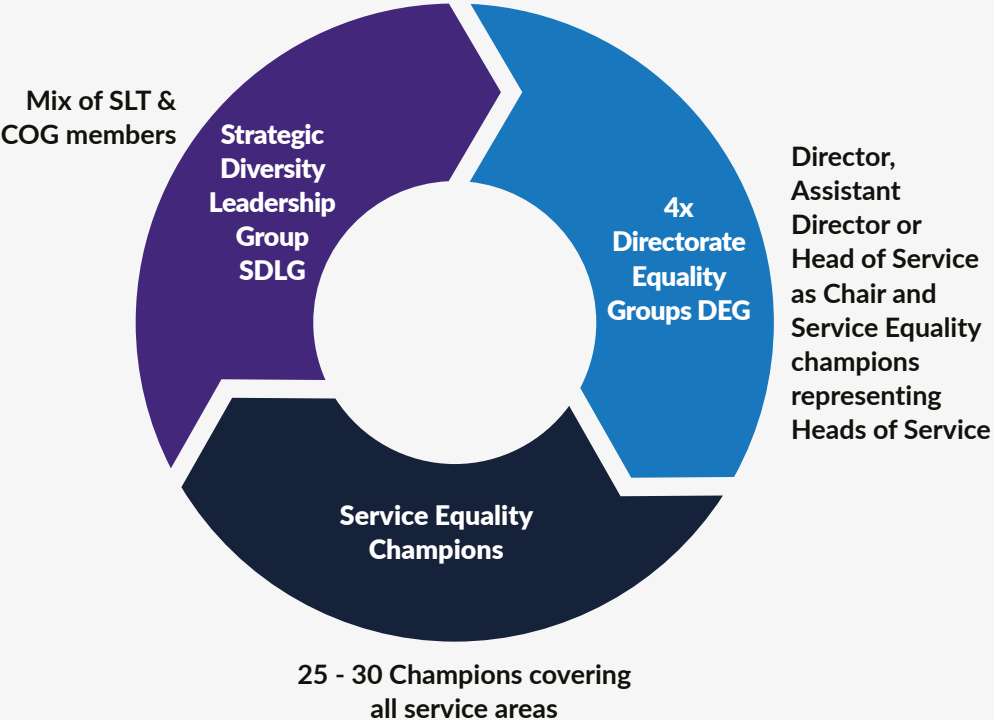 Mix of SLT &
COG members
Strategic
Diversity
Leadership
Group
SDLG
4x
Directorate
Equality
Groups DEG
Director,
Assistant
Director or
Head of Service
as Chair and
Service Equality
champions
representing
Heads of Service
Service Equality
Champions
25 - 30 Champions covering
all service areas